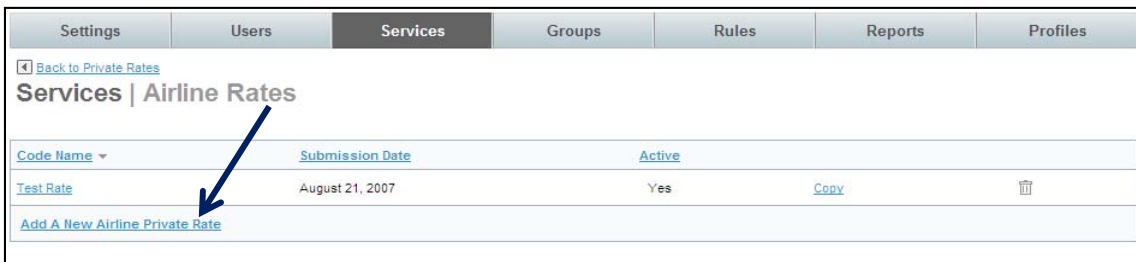 Settings Users Services Groups Rules Reports Profiles
Back to Private Rates
Services | Airline Rates
Code Name Submission Date Active
Test Rate August 21, 2007 Yes Copy
Add A New Airline Private Rate